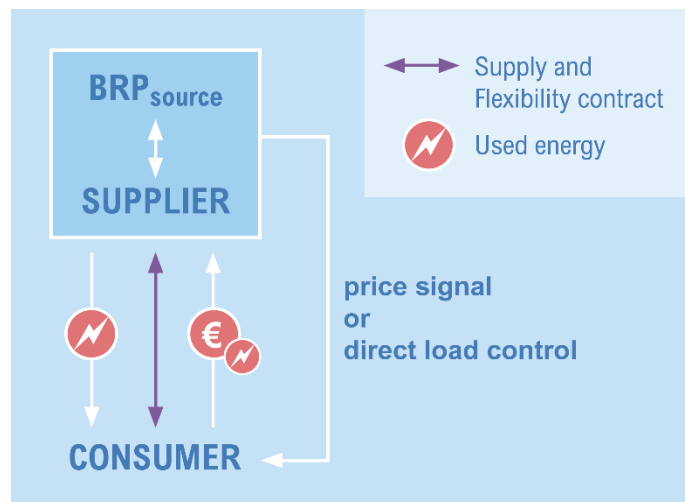 BRPsource
SUPPLIER
€
CONSUMER
price signal
or
direct load control
Supply and
Flexibility contract
Used energy